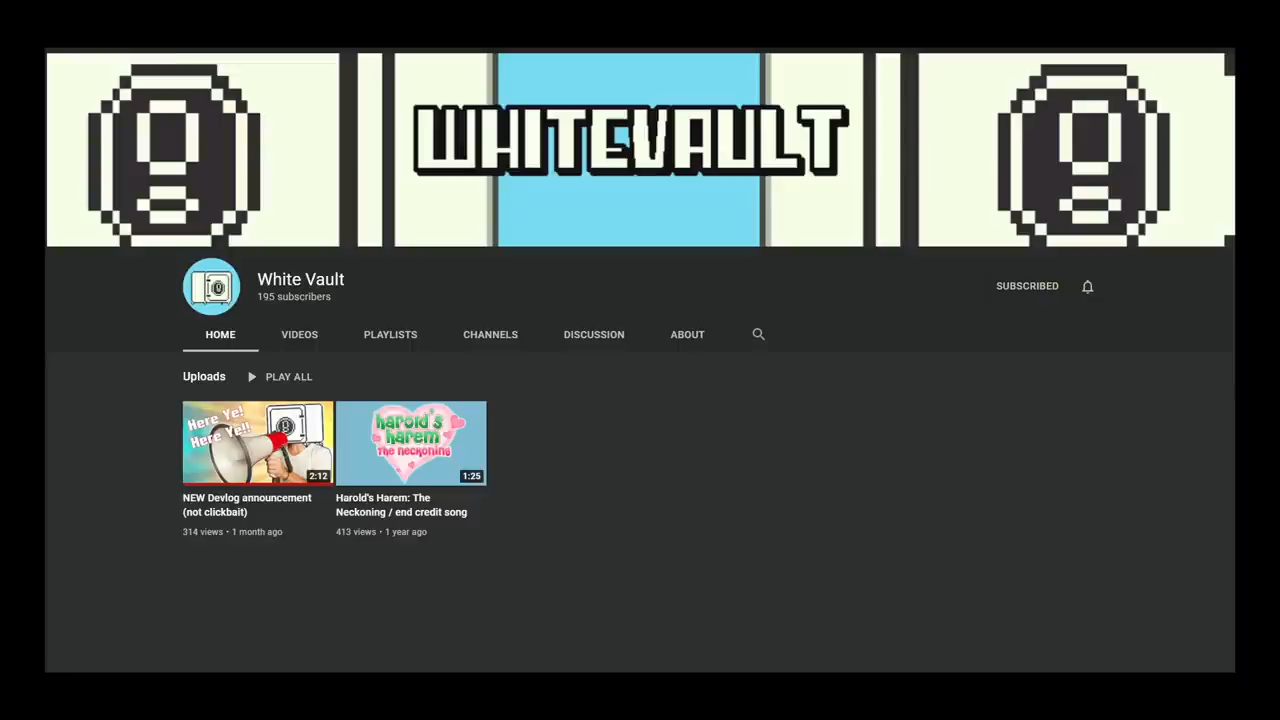 WHITEVAULT
White Vault
195 subscribers
SUBSCRIBED
HOME VIDEOS PLAYLISTS CHANNELS DISCUSSION ABOUT
Uploads PLAY ALL
Here Ye!
Here Ye!!
2:12
harold's
harem
The neckoning
1:25
NEW Devlog announcement
(not clickbait)
314 views • 1 month ago
Harold's Harem: The
Neckoning / end credit song
413 views • 1 year ago